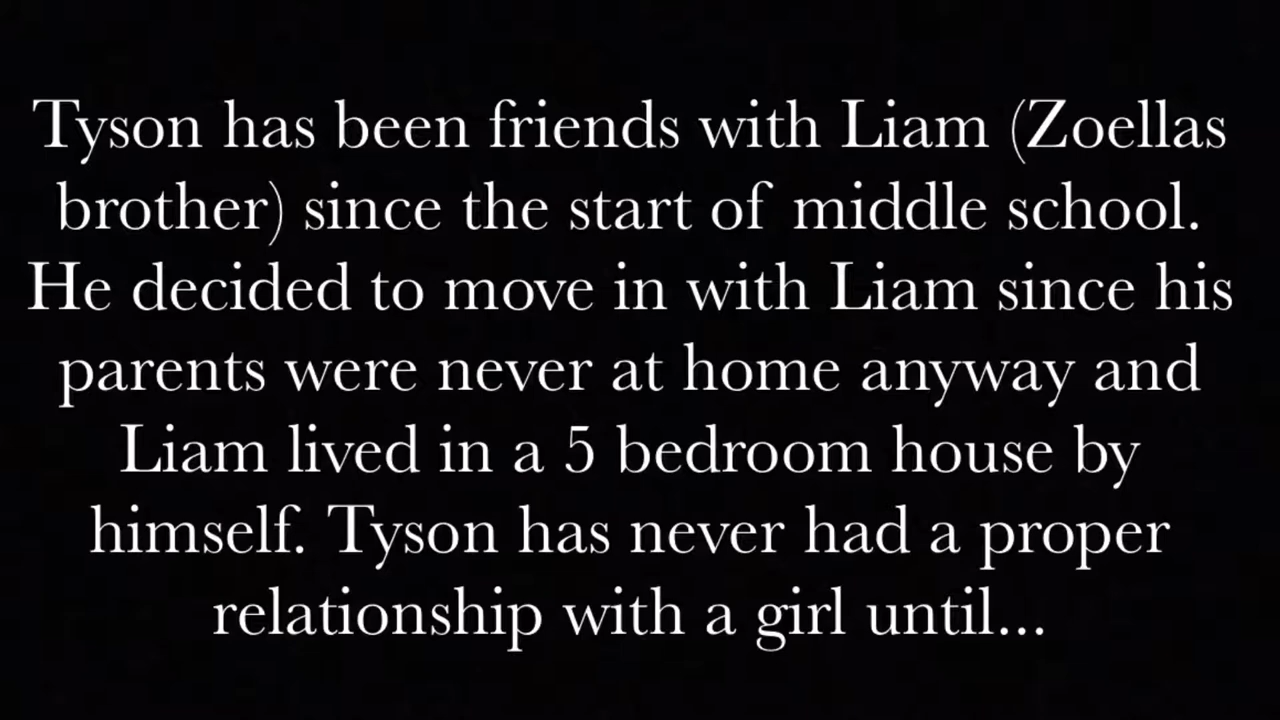 Tyson has been friends with Liam (Zoellas
brother) since the start of middle school.
He decided to move in with Liam since his
parents were never at home anyway and
Liam lived in a 5 bedroom house by
himself. Tyson has never had a proper
relationship with a girl until...